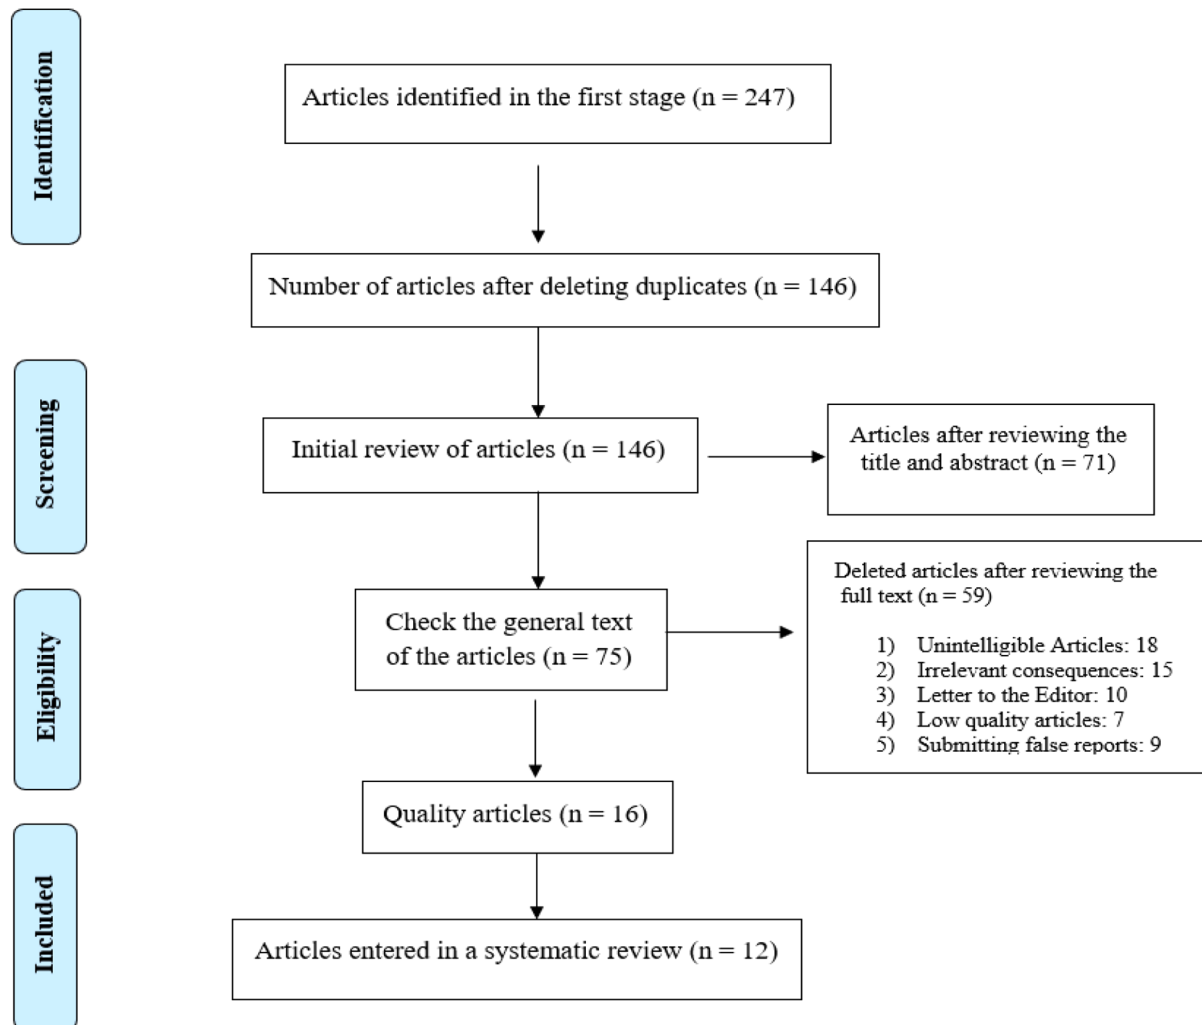 Identification
Articles identified in the first stage (n = 247)
Number of articles after deleting duplicates (n = 146)
Screening
Initial review of articles (n = 146)
Articles after reviewing the
title and abstract (n = 71)
Eligibility
Check the general text
of the articles (n = 75)
Deleted articles after reviewing the
full text (n = 59)
1) Unintelligible Articles: 18
2) Irrelevant consequences: 15
3) Letter to the Editor: 10
4) Low quality articles: 7
5) Submitting false reports: 9
Quality articles (n = 16)
Included
Articles entered in a systematic review (n = 12)